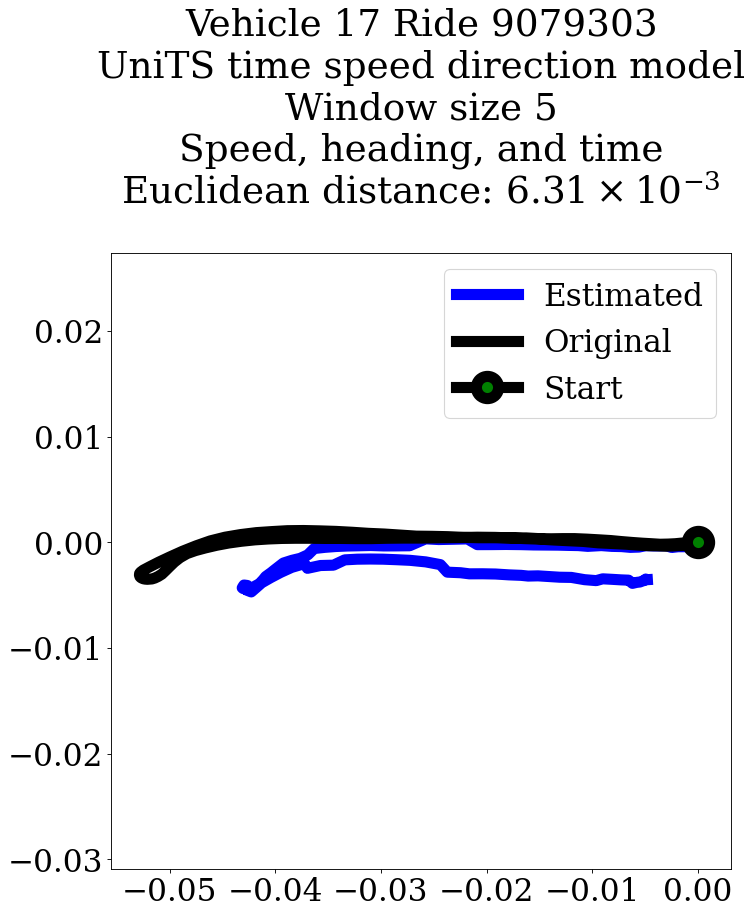 Vehicle 17 Ride 9079303
UniTS time speed direction model
Window size 5
Speed, heading, and time
Euclidean distance: 6.31 × 10⁻³
Estimated
Original
Start
0.02
0.01
0.00
−0.01
−0.02
−0.03
−0.05 −0.04 −0.03 −0.02 −0.01 0.00